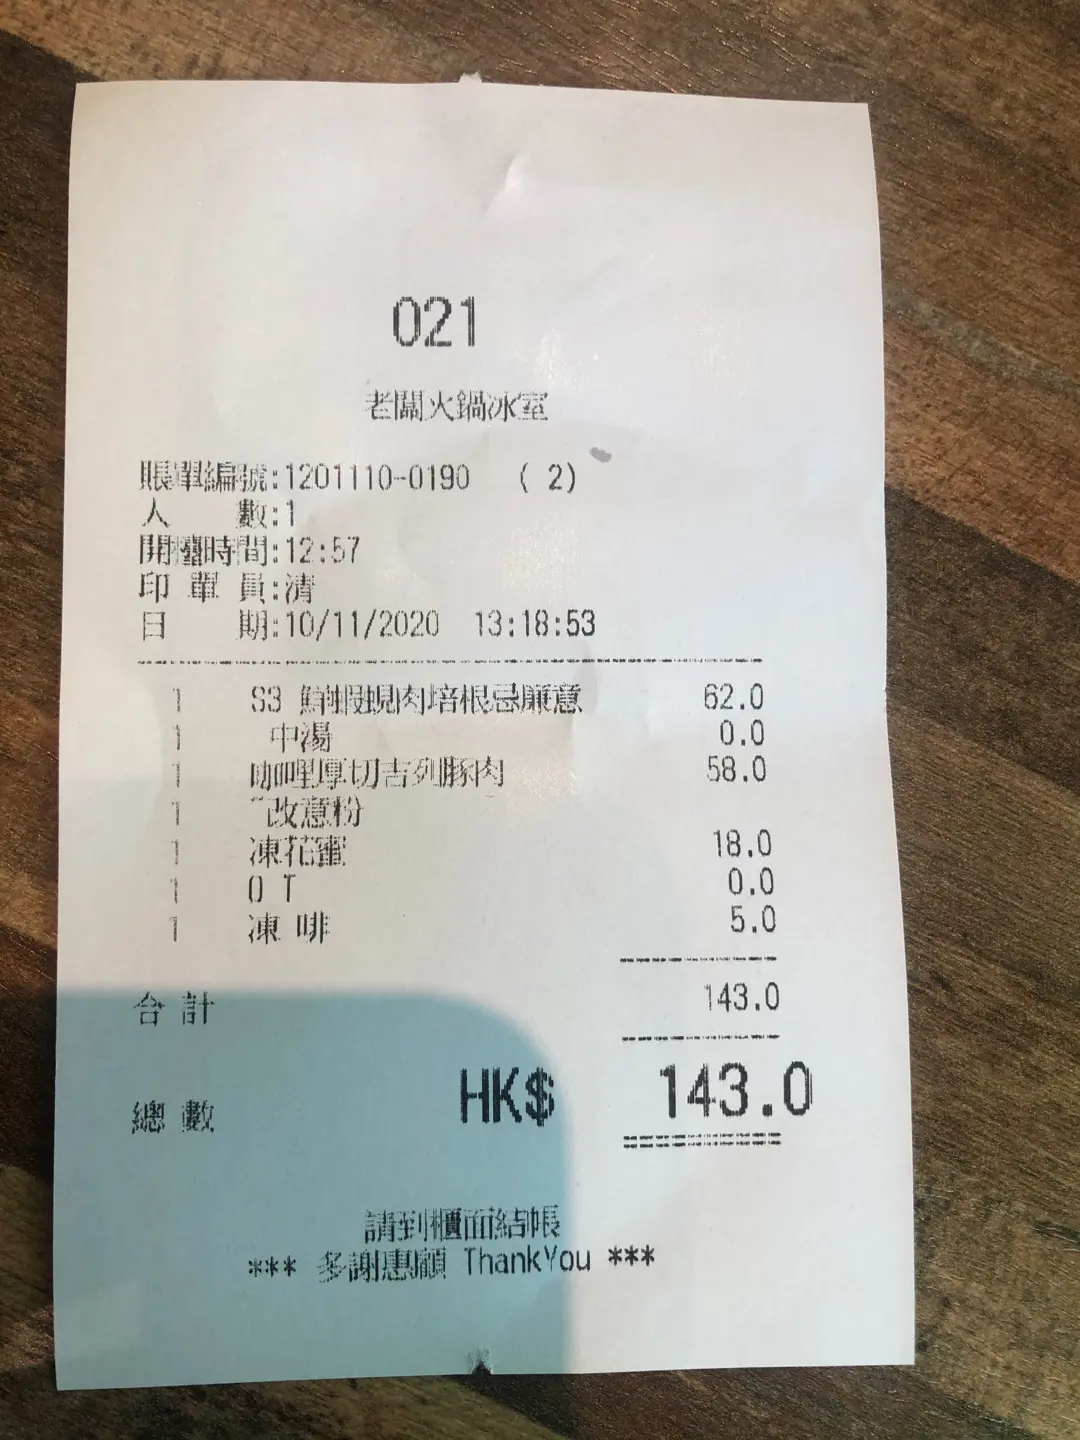 021
老闆火鍋冰室
賬單編號:1201110-0190 ( 2)
人 數:1
開檯時間:12:57
印 單 員:清
日 期:10/11/2020 13:18:53
1 S3 鮮蝦蜆肉培根忌廉意 62.0
1 中湯 0.0
1 咖哩厚切吉列豚肉 58.0
1 改意粉
1 凍花蜜 18.0
1 O T 0.0
1 凍 啡 5.0
合 計 143.0
總 數 HK$ 143.0
請到櫃面結帳
*** 多謝惠顧 ThankYou ***